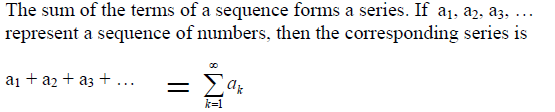 The sum of the terms of a sequence forms a series. If a₁, a₂, a₃, …
represent a sequence of numbers, then the corresponding series is
a₁ + a₂ + a₃ + … = ∑_{k=1}^{∞} aₖ